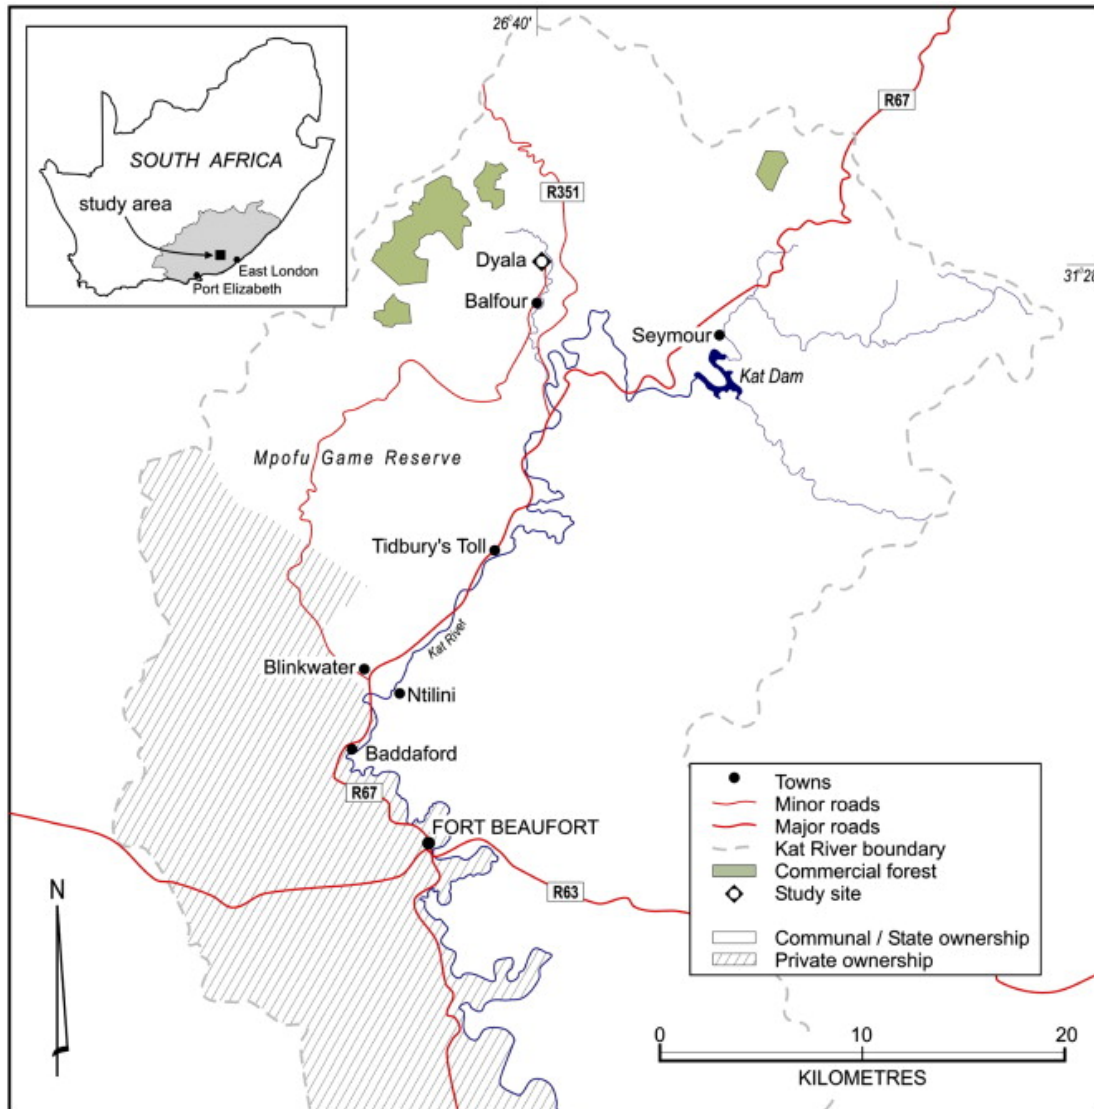 26°40'
R67
SOUTH AFRICA
study area
East London
Port Elizabeth
R351
Dyala
31°20
Balfour
Seymour
Kat Dam
Mpofu Game Reserve
Tidbury's Toll
Kat River
Blinkwater
Ntilini
Baddaford
R67
FORT BEAUFORT
R63
N
Towns
Minor roads
Major roads
Kat River boundary
Commercial forest
Study site
Communal / State ownership
Private ownership
0 10 20
KILOMETRES